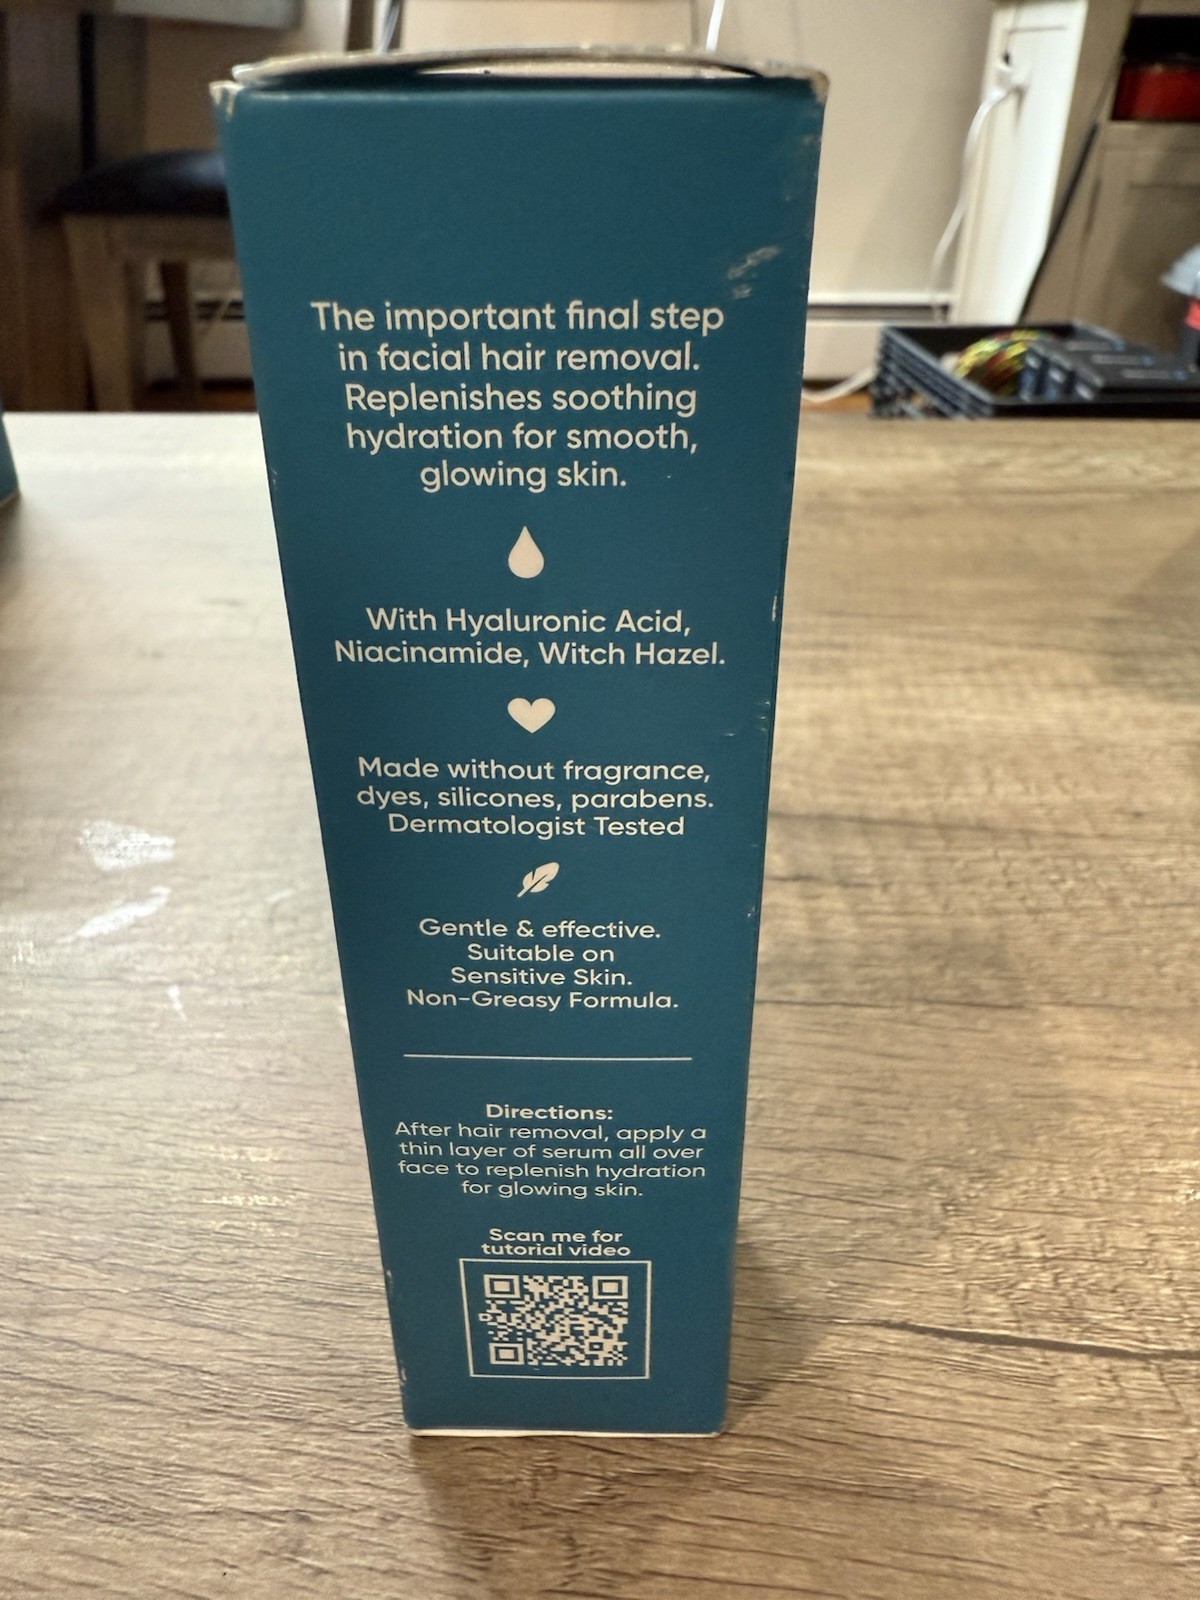 The important final step
in facial hair removal.
Replenishes soothing
hydration for smooth,
glowing skin.
With Hyaluronic Acid,
Niacinamide, Witch Hazel.
Made without fragrance,
dyes, silicones, parabens.
Dermatologist Tested
Gentle & effective.
Suitable on
Sensitive Skin.
Non-Greasy Formula.
Directions:
After hair removal, apply a
thin layer of serum all over
face to replenish hydration
for glowing skin.
Scan me for
tutorial video